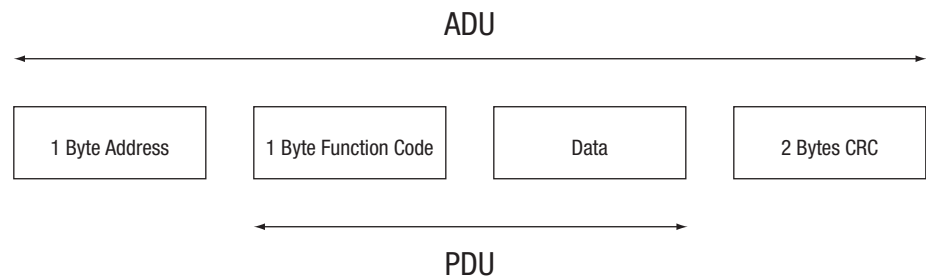 ADU
1 Byte Address
1 Byte Function Code
Data
2 Bytes CRC
PDU